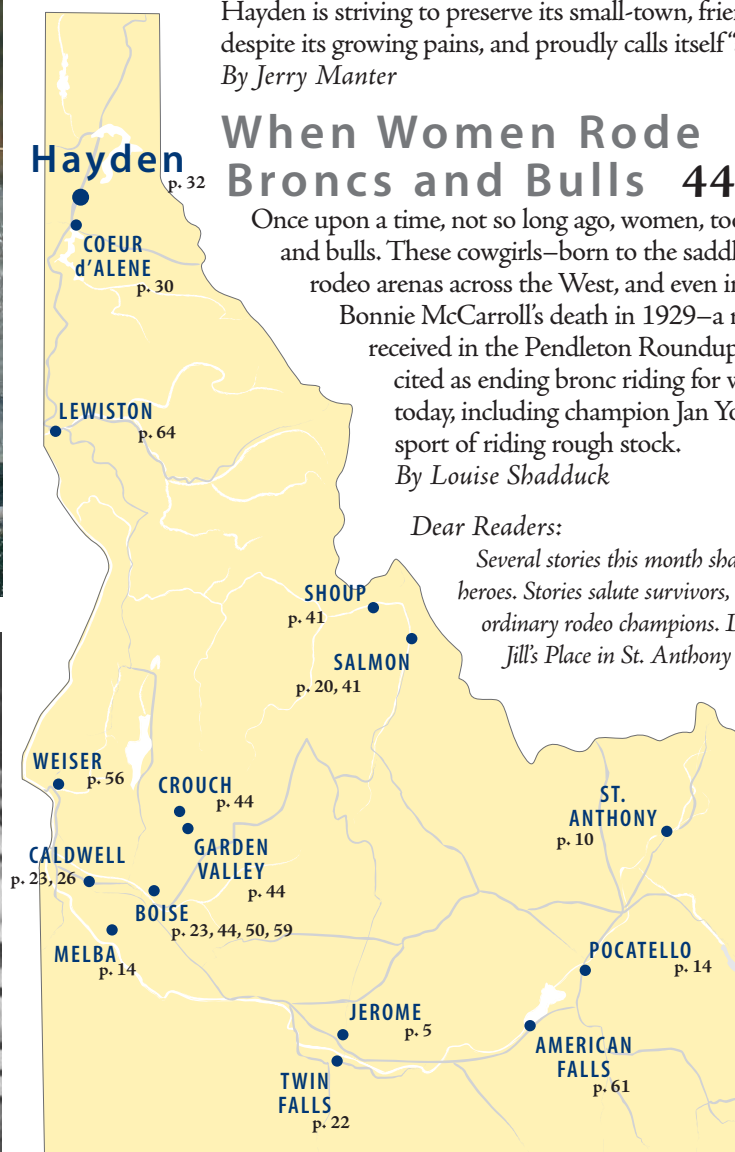 Hayden is striving to preserve its small-town,
despite its growing pains, and proudly calls itself “
By Jerry Manter
When Women Rode
Broncs and Bulls 44
Once upon a time, not so long ago, women,
and bulls. These cowgirls–born to the
rodeo arenas across the West, and even
Bonnie McCarroll’s death in 1929–a
received in the Pendleton Roundup
cited as ending bronc riding for
today, including champion Jan
sport of riding rough stock.
By Louise Shadduck
Dear Readers:
Several stories this month
heroes. Stories salute survivors,
ordinary rodeo champions.
Jill’s Place in St. Anthony
Hayden
p. 32
COEUR
d’ALENE
p. 30
LEWISTON
p. 64
SHOUP
p. 41
SALMON
p. 20, 41
WEISER
p. 56
CROUCH
p. 44
GARDEN
VALLEY
p. 44
ST.
ANTHONY
p. 10
CALDWELL
p. 23, 26
BOISE
p. 23, 44, 50, 59
MELBA
p. 14
POCATELLO
p. 14
JEROME
p. 5
AMERICAN
FALLS
p. 61
TWIN
FALLS
p. 22